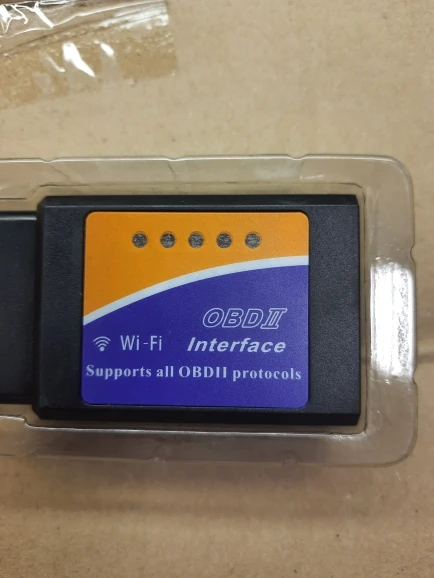 OBDII
Wi-Fi Interface
Supports all OBDII protocols